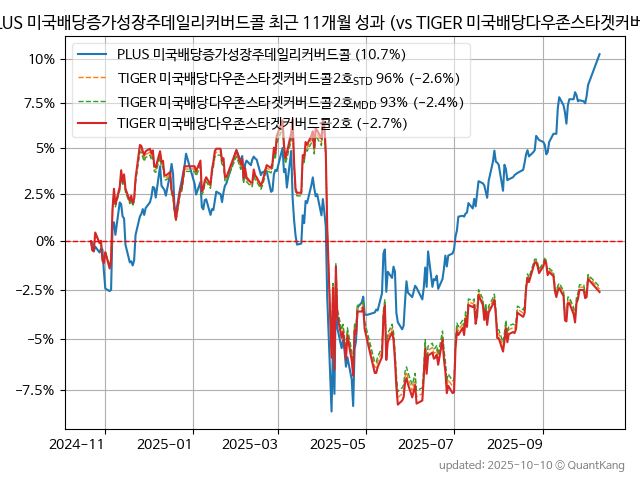 LUS 미국배당증가성장주데일리커버드콜 최근 11개월 성과 (vs TIGER 미국배당다우존스타겟커버
PLUS 미국배당증가성장주데일리커버드콜 (10.7%)
TIGER 미국배당다우존스타겟커버드콜2호STD 96% (−2.6%)
TIGER 미국배당다우존스타겟커버드콜2호MDD 93% (−2.4%)
TIGER 미국배당다우존스타겟커버드콜2호 (−2.7%)
10%
7.5%
5%
2.5%
0%
−2.5%
−5%
−7.5%
2024-11 2025-01 2025-03 2025-05 2025-07 2025-09
updated: 2025-10-10 © QuantKang